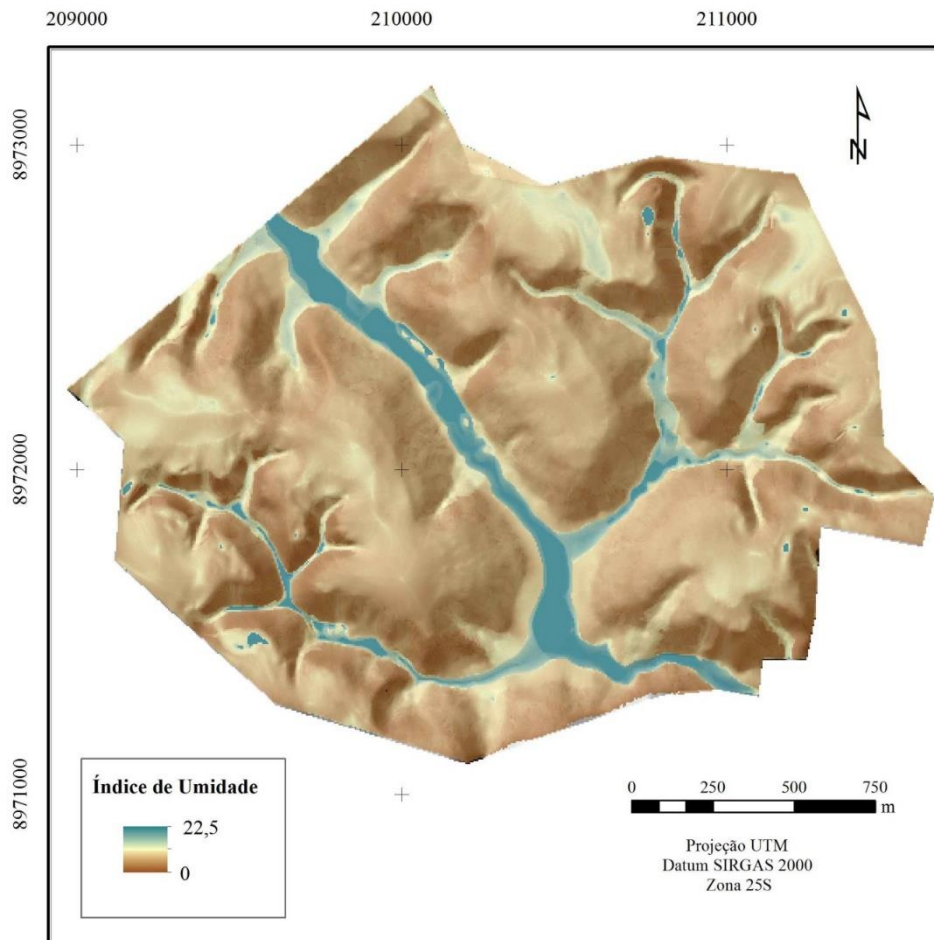 209000 210000 211000
8973000
8972000
8971000
N
Índice de Umidade
22,5
0
0 250 500 750
m
Projeção UTM
Datum SIRGAS 2000
Zona 25S